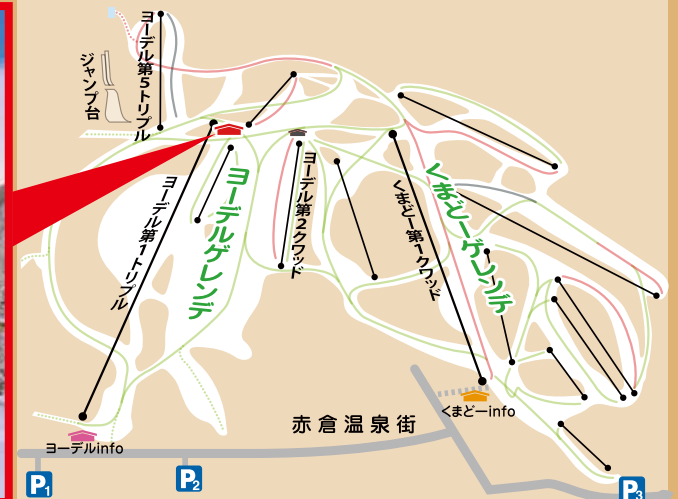 ヨーデル第5トリプル
ジャンプ台
ヨーデル第1トリプル
ヨーデルゲレンデ
ヨーデル第2クワッド
くまどー第1クワッド
くまどーゲレンデ
赤倉温泉街
くまどーinfo
ヨーデルinfo
P1
P2
P3